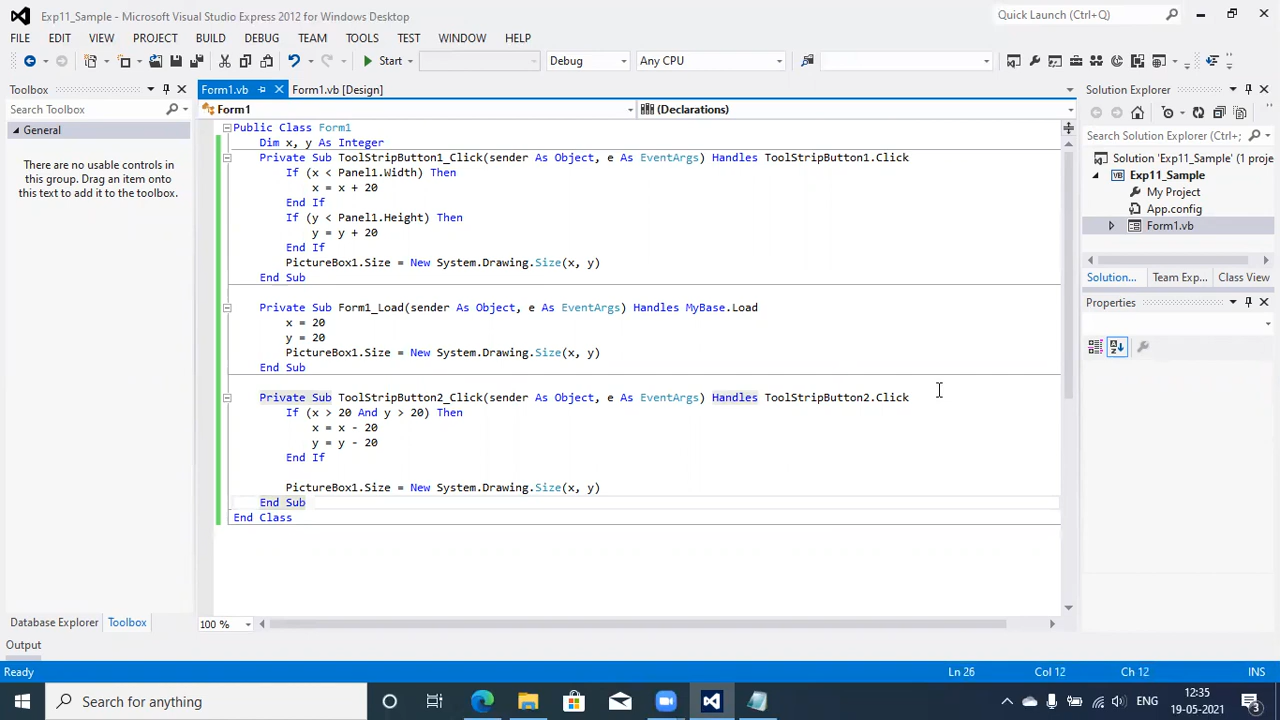 Exp11_Sample - Microsoft Visual Studio Express 2012 for Windows Desktop
Quick Launch (Ctrl+Q)
FILE EDIT VIEW PROJECT BUILD DEBUG TEAM TOOLS TEST WINDOW HELP
Start Debug Any CPU
Toolbox
Form1.vb
Form1.vb [Design]
Solution Explorer
Search Toolbox
Form1
(Declarations)
General
There are no usable controls in
this group. Drag an item onto
this text to add it to the toolbox.
Public Class Form1
Dim x, y As Integer
Private Sub ToolStripButton1_Click(sender As Object, e As EventArgs) Handles ToolStripButton1.Click
If (x < Panel1.Width) Then
x = x + 20
End If
If (y < Panel1.Height) Then
y = y + 20
End If
PictureBox1.Size = New System.Drawing.Size(x, y)
End Sub
Private Sub Form1_Load(sender As Object, e As EventArgs) Handles MyBase.Load
x = 20
y = 20
PictureBox1.Size = New System.Drawing.Size(x, y)
End Sub
Private Sub ToolStripButton2_Click(sender As Object, e As EventArgs) Handles ToolStripButton2.Click
If (x > 20 And y > 20) Then
x = x - 20
y = y - 20
End If
PictureBox1.Size = New System.Drawing.Size(x, y)
End Sub
End Class
Search Solution Explorer (Ctrl+;)
Solution 'Exp11_Sample' (1 proje
Exp11_Sample
My Project
App.config
Form1.vb
Solution... Team Exp... Class View
Properties
100 %
Database Explorer Toolbox
Output
Ready Ln 26 Col 12 Ch 12 INS
Search for anything
ENG
12:35
19-05-2021
3